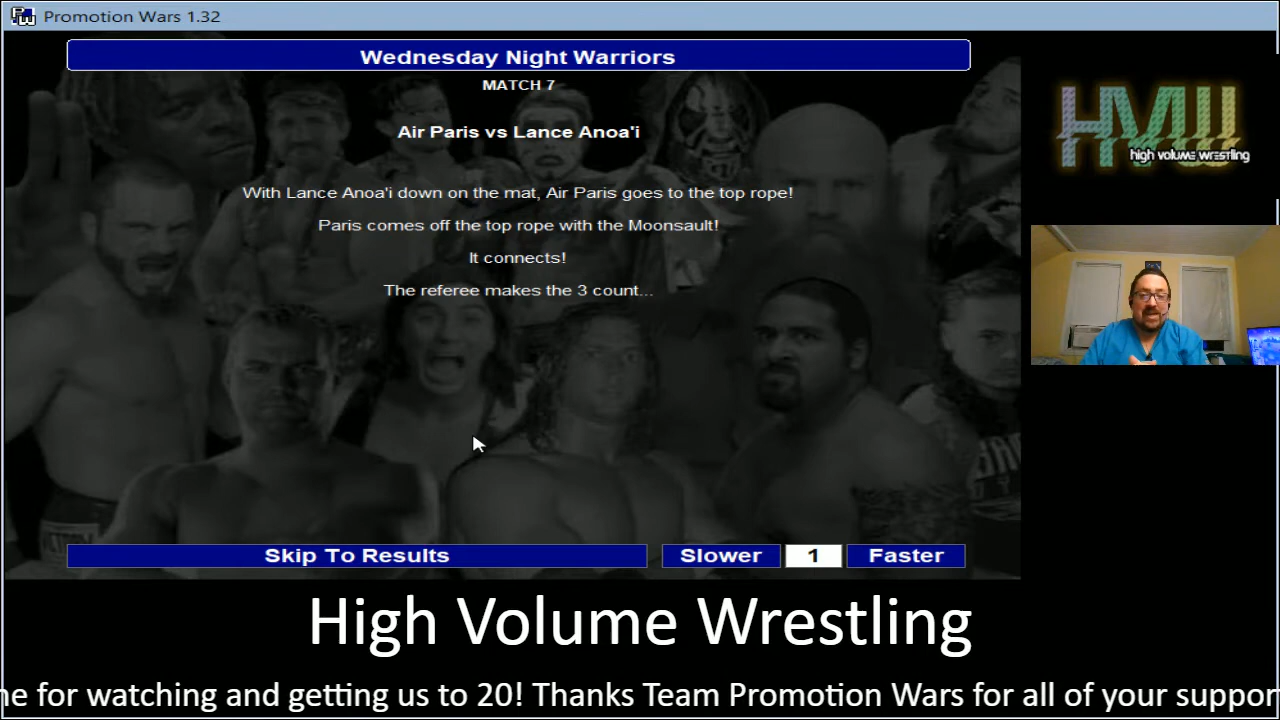 Promotion Wars 1.32
Wednesday Night Warriors
MATCH 7
Air Paris vs Lance Anoa'i
With Lance Anoa'i down on the mat, Air Paris goes to the top rope!
Paris comes off the top rope with the Moonsault!
It connects!
The referee makes the 3 count...
HVW
high volume wrestling
Skip To Results
Slower
1
Faster
High Volume Wrestling
for watching and getting us to 20! Thanks Team Promotion Wars for all of your